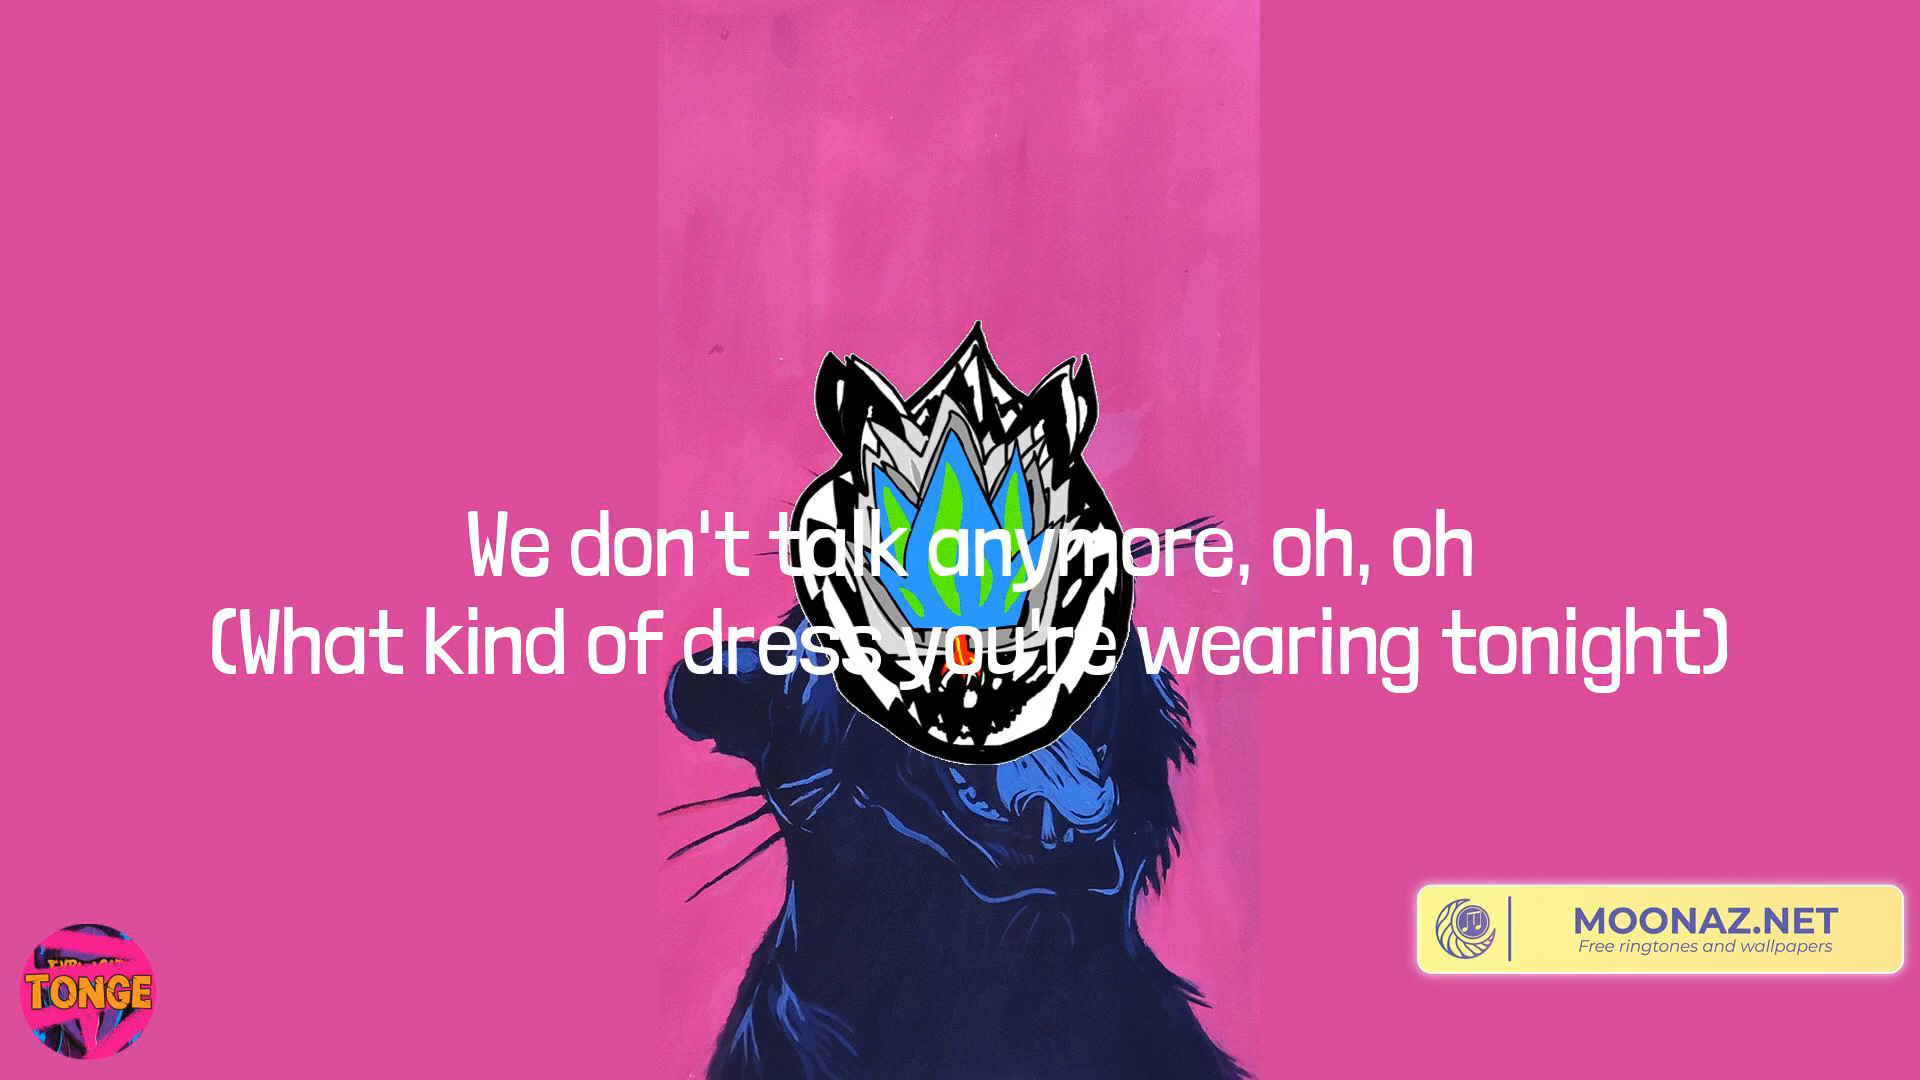 We don't talk anymore, oh, oh
(What kind of dress you're wearing tonight)
MOONAZ.NET
Free ringtones and wallpapers
TONGE